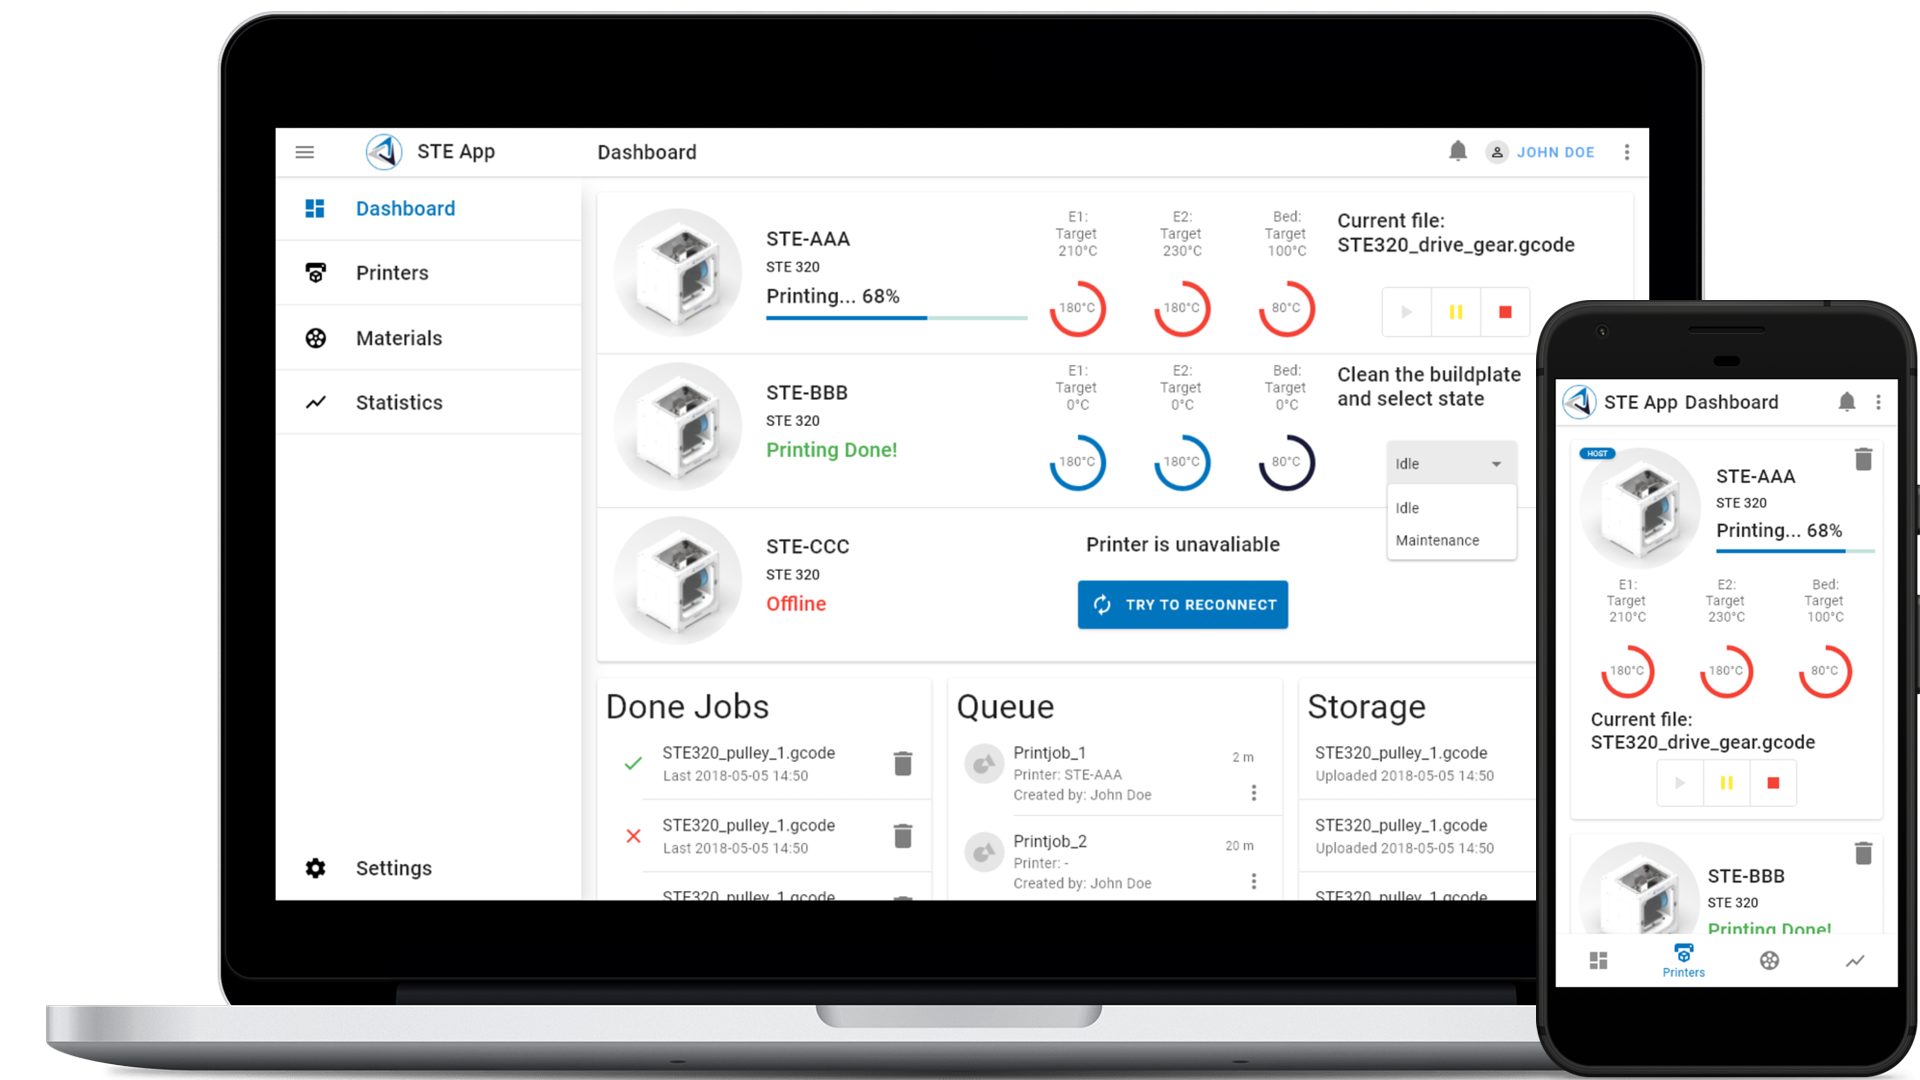 STE App
Dashboard
JOHN DOE
Dashboard
Printers
Materials
Statistics
Settings
STE-AAA
STE 320
Printing... 68%
E1:
Target
210°C
180°C
E2:
Target
230°C
180°C
Bed:
Target
100°C
80°C
Current file:
STE320_drive_gear.gcode
STE-BBB
STE 320
Printing Done!
E1:
Target
0°C
180°C
E2:
Target
0°C
180°C
Bed:
Target
0°C
80°C
Clean the buildplate
and select state
Idle
Idle
Maintenance
STE-CCC
STE 320
Offline
Printer is unavaliable
TRY TO RECONNECT
Done Jobs
STE320_pulley_1.gcode
Last 2018-05-05 14:50
STE320_pulley_1.gcode
Last 2018-05-05 14:50
STE320_pulley_1.gcode
Queue
Printjob_1
2 m
Printer: STE-AAA
Created by: John Doe
Printjob_2
20 m
Printer: -
Created by: John Doe
Storage
STE320_pulley_1.gcode
Uploaded 2018-05-05 14:50
STE320_pulley_1.gcode
Uploaded 2018-05-05 14:50
STE320_pulley_1.gcode
STE App Dashboard
HOST
STE-AAA
STE 320
Printing... 68%
E1:
Target
210°C
180°C
E2:
Target
230°C
180°C
Bed:
Target
100°C
80°C
Current file:
STE320_drive_gear.gcode
STE-BBB
STE 320
Printing Done!
Printers